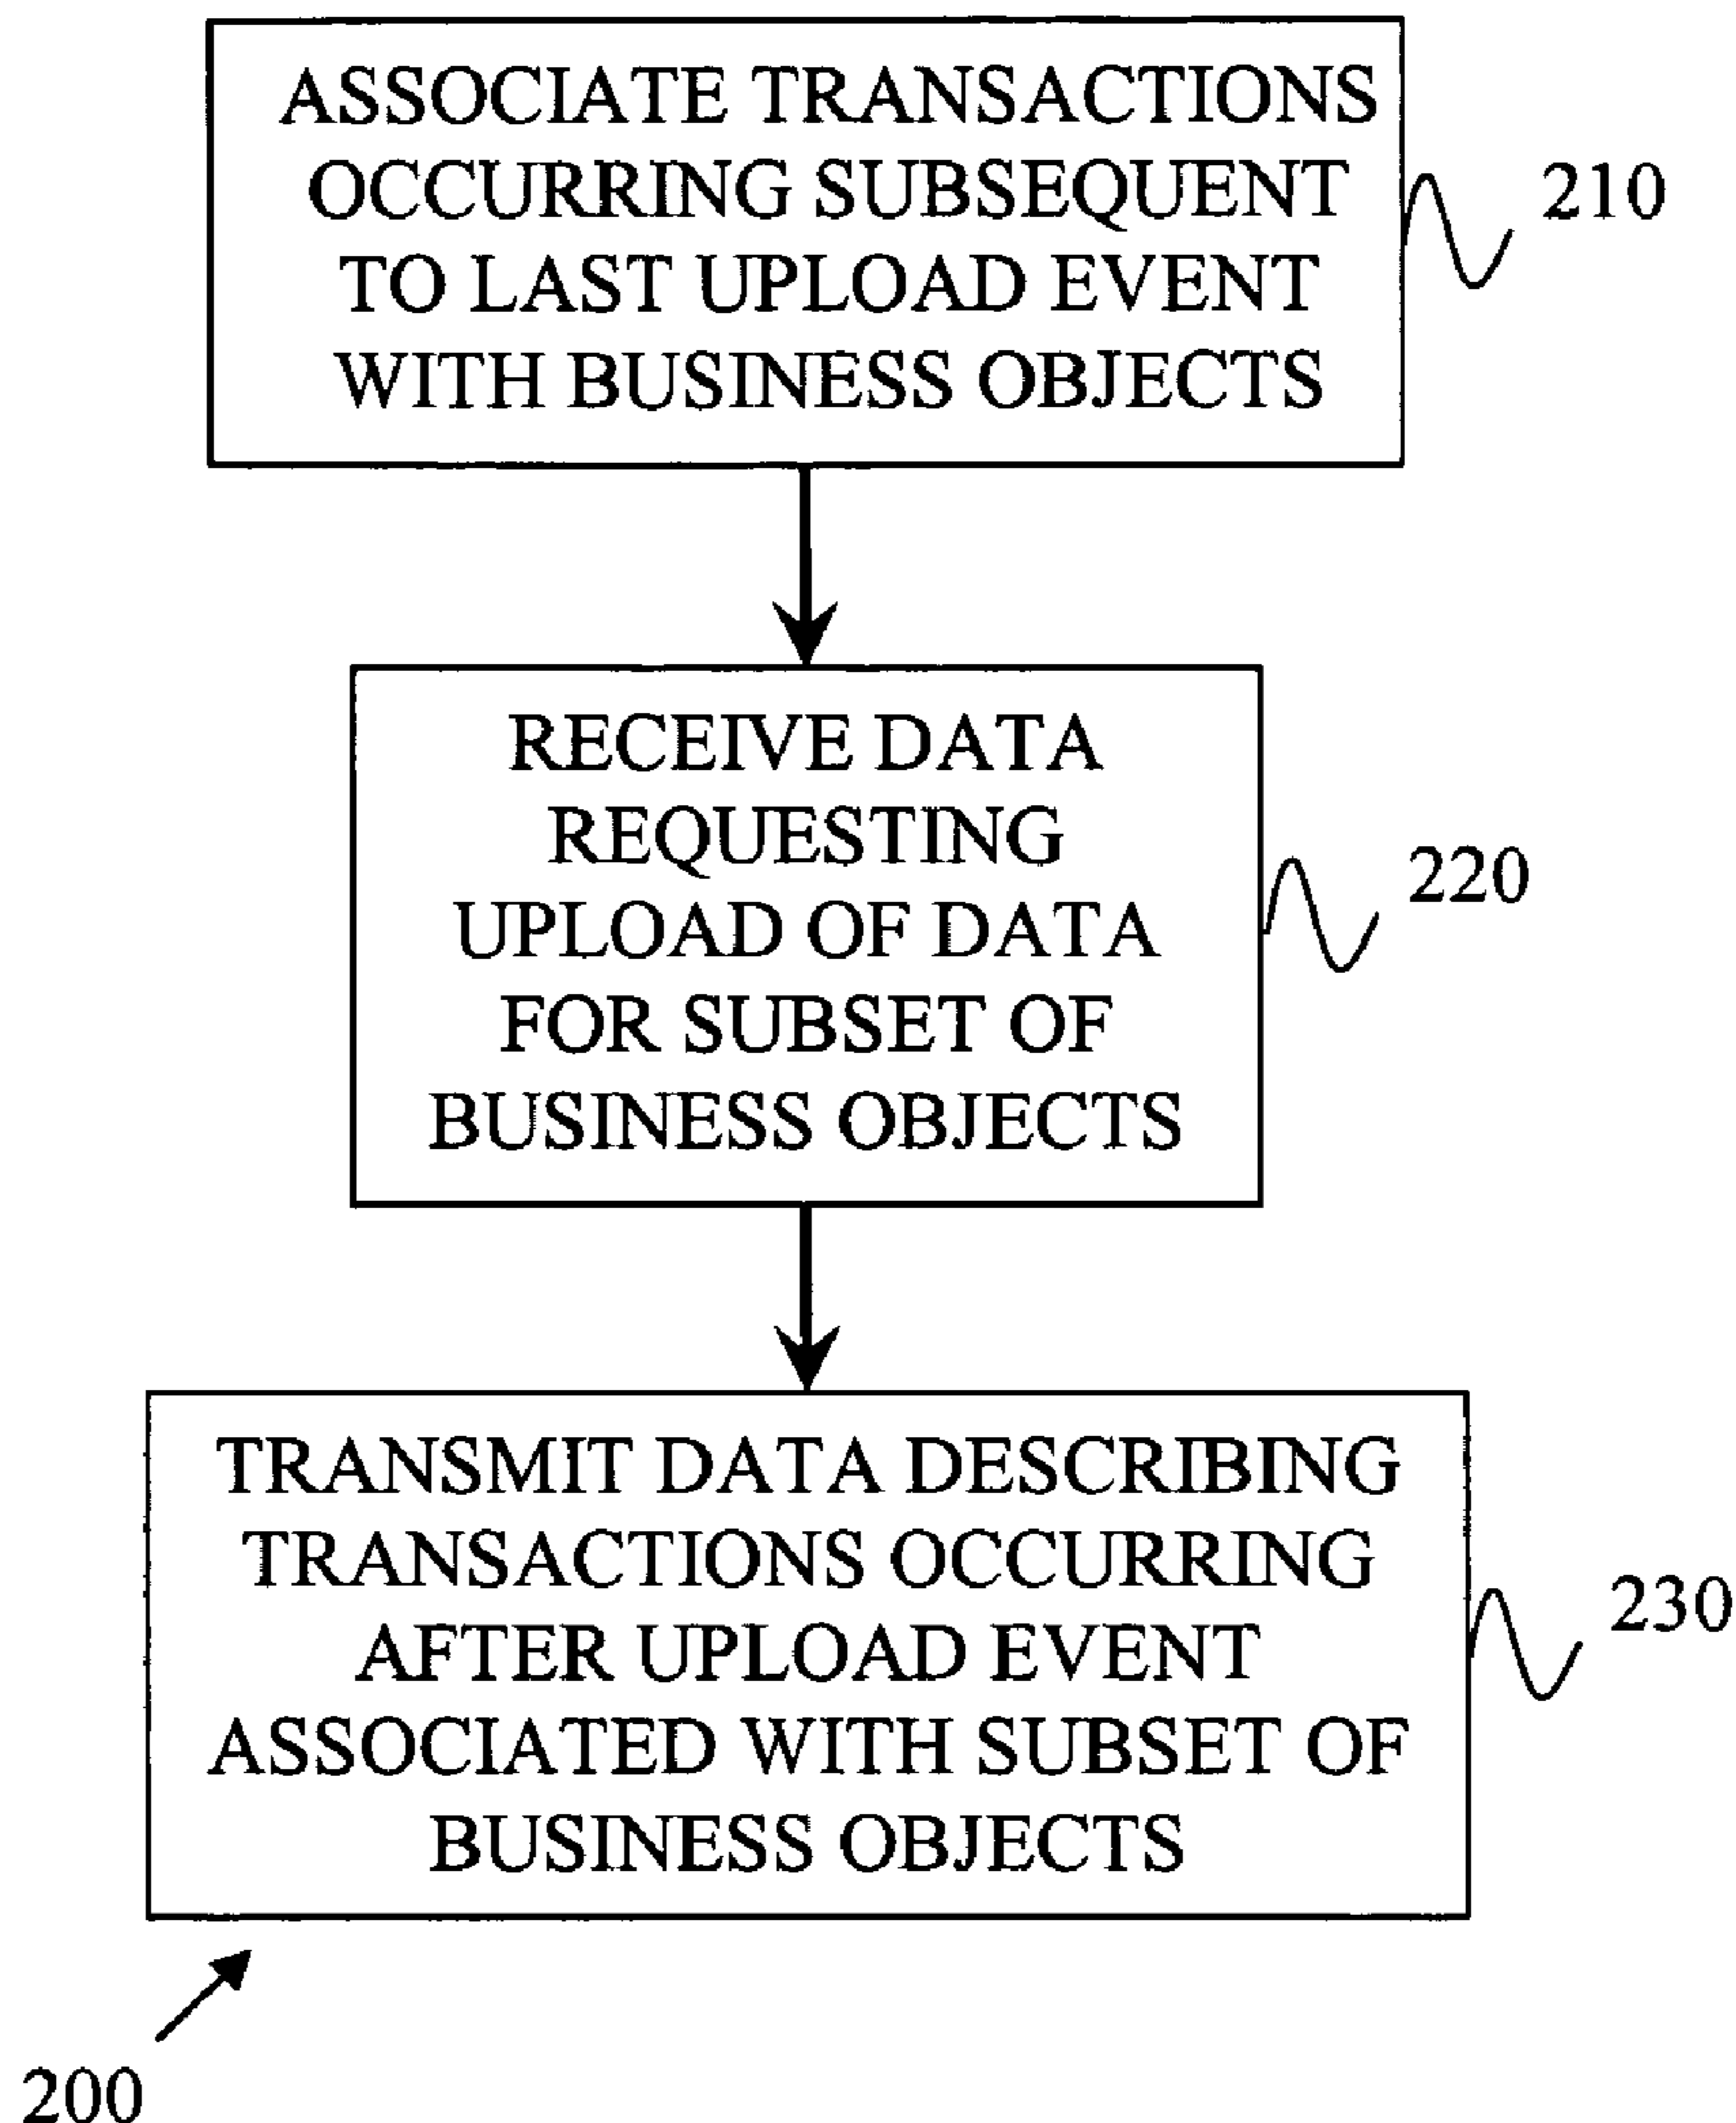 ASSOCIATE TRANSACTIONS
OCCURRING SUBSEQUENT
TO LAST UPLOAD EVENT
WITH BUSINESS OBJECTS
210
RECEIVE DATA
REQUESTING
UPLOAD OF DATA
FOR SUBSET OF
BUSINESS OBJECTS
220
TRANSMIT DATA DESCRIBING
TRANSACTIONS OCCURRING
AFTER UPLOAD EVENT
ASSOCIATED WITH SUBSET OF
BUSINESS OBJECTS
230
200